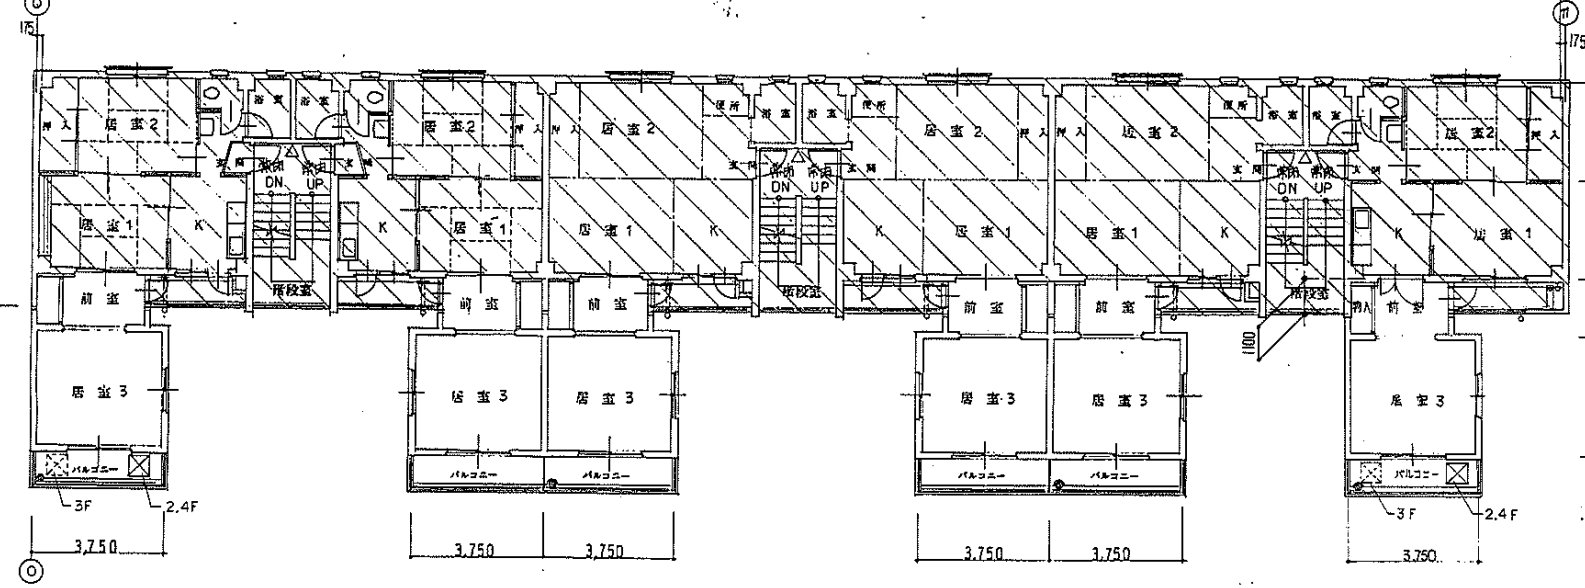 175 175
居室2 浴室 浴室 居室2 押入 押入 居室2 便所 浴室 浴室 便所 居室2 押入 押入 居室2 便所 浴室 浴室 居室2 押入
押入
玄関 常閉 常閉 玄関 玄関 常閉 常閉 玄関 玄関 常閉 常閉 玄関
DN UP DN UP DN UP
居室1 K K 居室1 居室1 K K 居室1 居室1 K K 居室1
階段室 階段室 階段室
前室 前室 前室 前室 前室 物入 前室
1100
居室3 居室3 居室3 居室3 居室3 居室3
バルコニー バルコニー バルコニー バルコニー バルコニー バルコニー
3F 2.4F 3F 2.4F
3,750 3,750 3,750 3,750 3,750 3,750